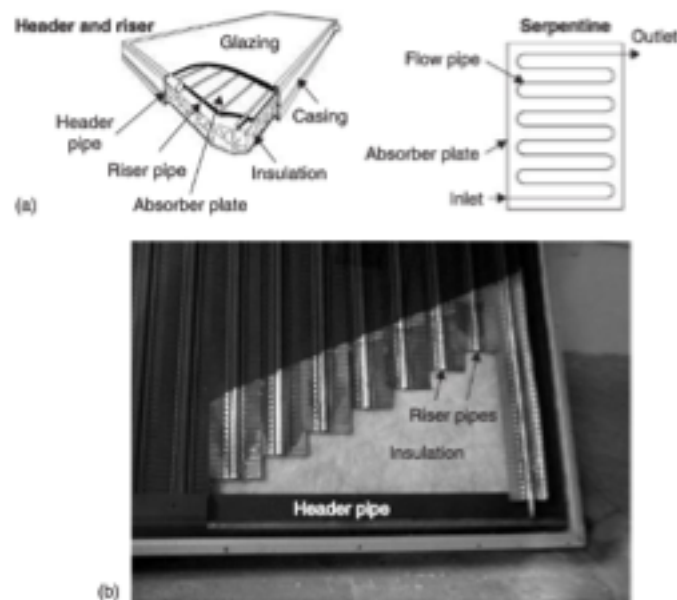 Header and riser
Glazing
Header
pipe
Casing
Riser pipe
Insulation
Absorber plate
(a)
Serpentine
Outlet
Flow pipe
Absorber plate
Inlet
Riser pipes
Insulation
Header pipe
(b)